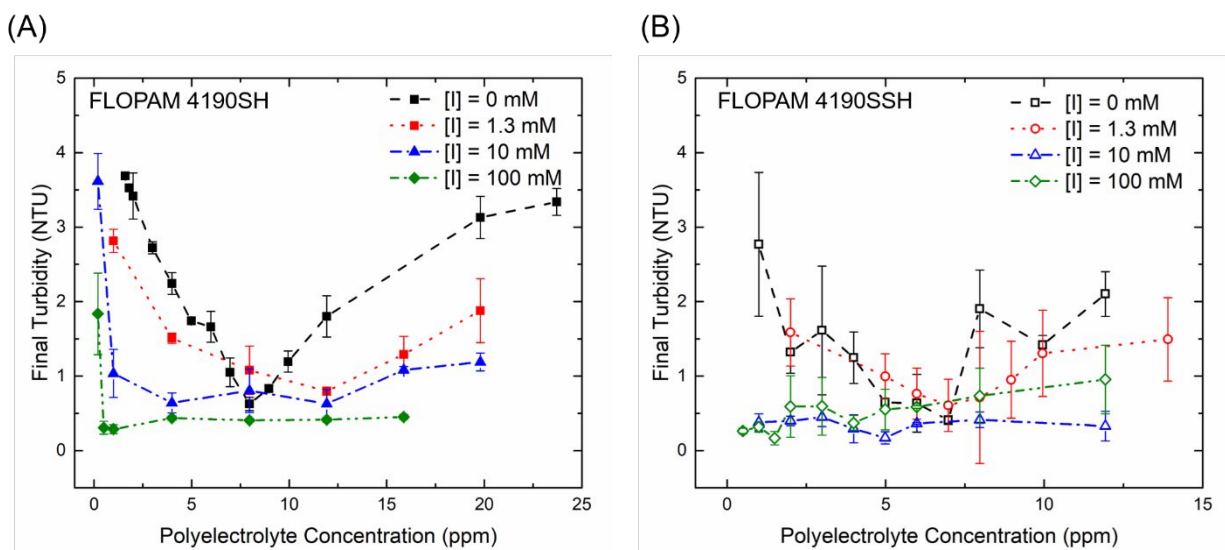 (A)
(B)
FLOPAM 4190SH
[I] = 0 mM
[I] = 1.3 mM
[I] = 10 mM
[I] = 100 mM
5
4
3
2
1
0
Final Turbidity (NTU)
0 5 10 15 20 25
Polyelectrolyte Concentration (ppm)
FLOPAM 4190SSH
[I] = 0 mM
[I] = 1.3 mM
[I] = 10 mM
[I] = 100 mM
5
4
3
2
1
0
Final Turbidity (NTU)
0 5 10 15
Polyelectrolyte Concentration (ppm)